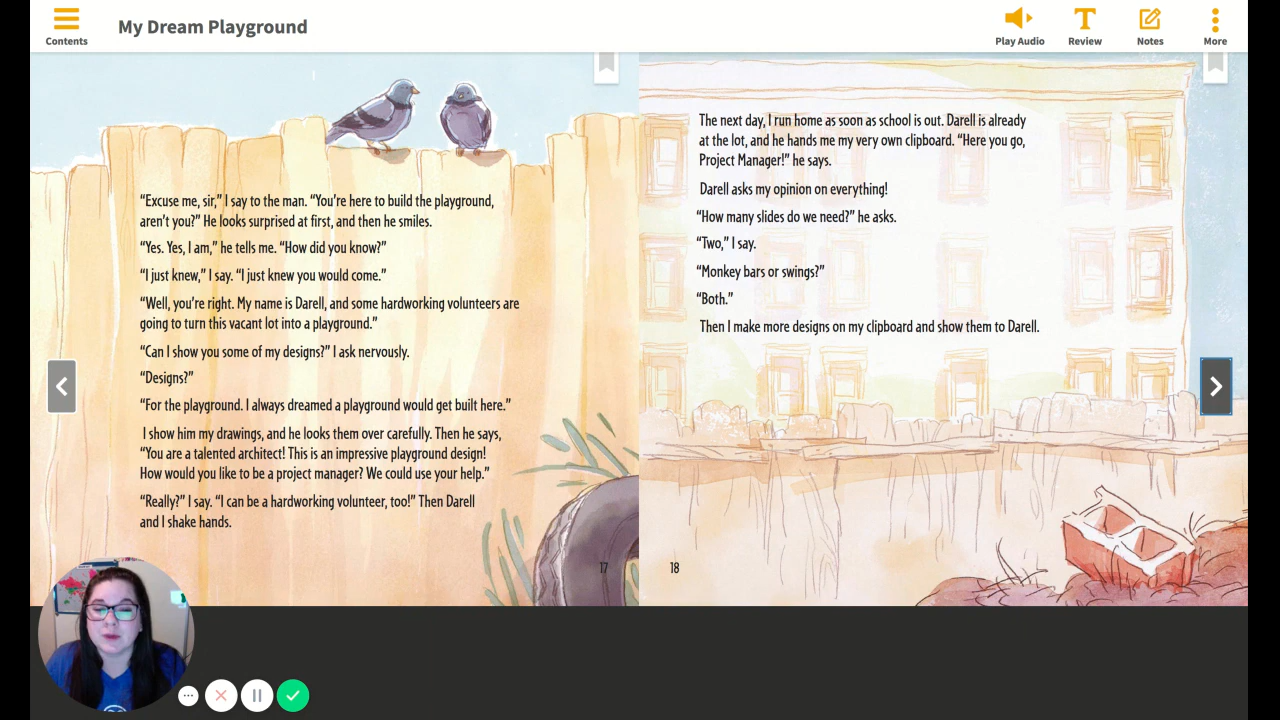 Contents
My Dream Playground
Play Audio
Review
Notes
More
“Excuse me, sir,” I say to the man. “You’re here to build the playground,
aren’t you?” He looks surprised at first, and then he smiles.
“Yes. Yes, I am,” he tells me. “How did you know?”
“I just knew,” I say. “I just knew you would come.”
“Well, you’re right. My name is Darell, and some hardworking volunteers are
going to turn this vacant lot into a playground.”
“Can I show you some of my designs?” I ask nervously.
“Designs?”
“For the playground. I always dreamed a playground would get built here.”
I show him my drawings, and he looks them over carefully. Then he says,
“You are a talented architect! This is an impressive playground design!
How would you like to be a project manager? We could use your help.”
“Really?” I say. “I can be a hardworking volunteer, too!” Then Darell
and I shake hands.
17
The next day, I run home as soon as school is out. Darell is already
at the lot, and he hands me my very own clipboard. “Here you go,
Project Manager!” he says.
Darell asks my opinion on everything!
“How many slides do we need?” he asks.
“Two,” I say.
“Monkey bars or swings?”
“Both.”
Then I make more designs on my clipboard and show them to Darell.
18